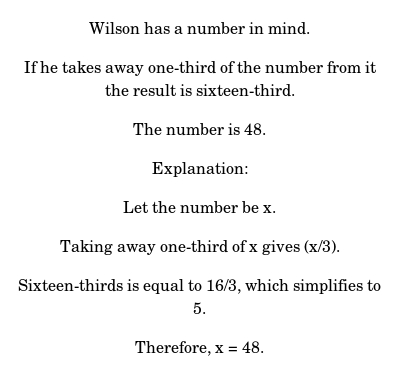 Wilson has a number in mind.
If he takes away one-third of the number from it
the result is sixteen-third.
The number is 48.
Explanation:
Let the number be x.
Taking away one-third of x gives (x/3).
Sixteen-thirds is equal to 16/3, which simplifies to
5.
Therefore, x = 48.